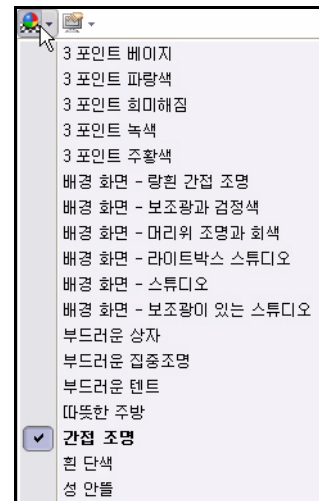 3 포인트 베이지
3 포인트 파랑색
3 포인트 희미해짐
3 포인트 녹색
3 포인트 주황색
배경 화면 - 랑흰 간접 조명
배경 화면 - 보조광과 검정색
배경 화면 - 머리위 조명과 회색
배경 화면 - 라이트박스 스튜디오
배경 화면 - 스튜디오
배경 화면 - 보조광이 있는 스튜디오
부드러운 상자
부드러운 집중조명
부드러운 텐트
따뜻한 주방
간접 조명
흰 단색
성 안뜰